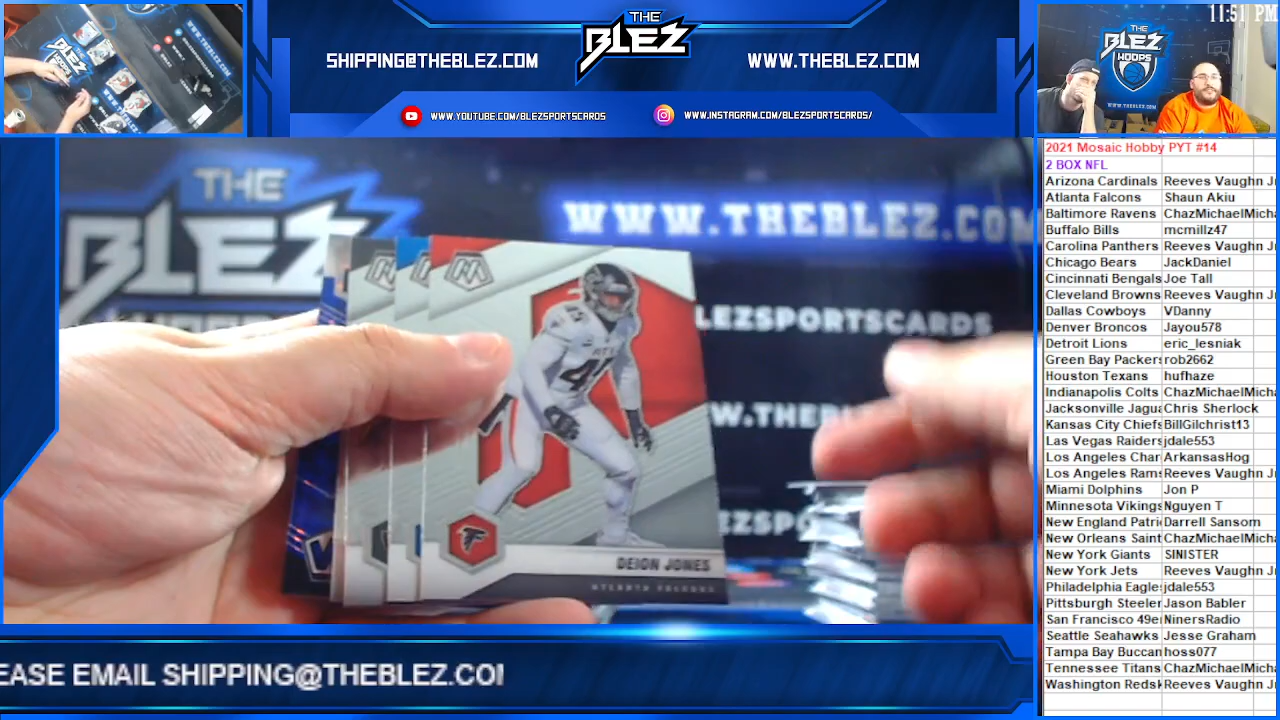 THE
BLEZ
SHIPPING@THEBLEZ.COM
WWW.THEBLEZ.COM
WWW.YOUTUBE.COM/BLEZSPORTSCARDS
WWW.INSTAGRAM.COM/BLEZSPORTSCARDS/
11:51 PM
THE
BLEZ
HOOPS
2021 Mosaic Hobby PYT #14
2 BOX NFL
Arizona Cardinals Reeves Vaughn J
Atlanta Falcons Shaun Akiu
Baltimore Ravens ChazMichaelMicha
Buffalo Bills mcmillz47
Carolina Panthers Reeves Vaughn J
Chicago Bears JackDaniel
Cincinnati Bengals Joe Tall
Cleveland Browns Reeves Vaughn J
Dallas Cowboys VDanny
Denver Broncos Jayou578
Detroit Lions eric_lesniak
Green Bay Packers rob2662
Houston Texans hufhaze
Indianapolis Colts ChazMichaelMicha
Jacksonville Jagua Chris Sherlock
Kansas City Chiefs BillGilchrist13
Las Vegas Raiders jdale553
Los Angeles Char ArkansasHog
Los Angeles Rams Reeves Vaughn J
Miami Dolphins Jon P
Minnesota Vikings Nguyen T
New England Patri Darrell Sansom
New Orleans Saint ChazMichaelMicha
New York Giants SINISTER
New York Jets Reeves Vaughn J
Philadelphia Eagle jdale553
Pittsburgh Steeler Jason Babler
San Francisco 49e NinersRadio
Seattle Seahawks Jesse Graham
Tampa Bay Buccan hoss077
Tennessee Titans ChazMichaelMicha
Washington Redsk Reeves Vaughn J
THE
BLEZ
WWW.THEBLEZ.COM
LEZSPORTSCARDS
W.THEBL
EZSPO
DEION JONES
ATLANTA FALCONS
EASE EMAIL SHIPPING@THEBLEZ.COM